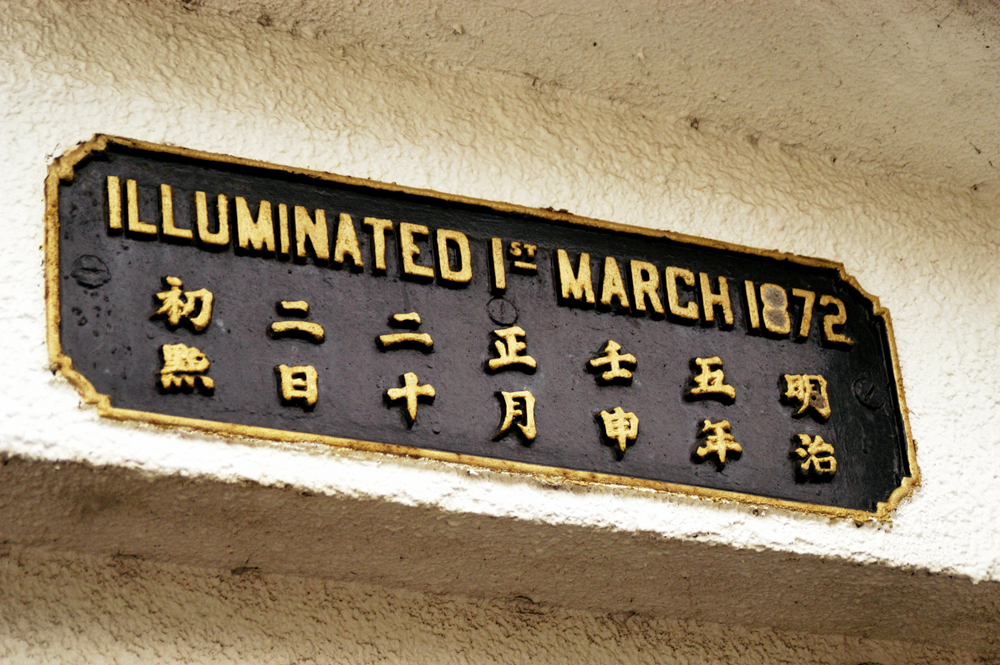 ILLUMINATED 1ST MARCH 1872
明治
五年
壬申
正月
二十
二日
初點